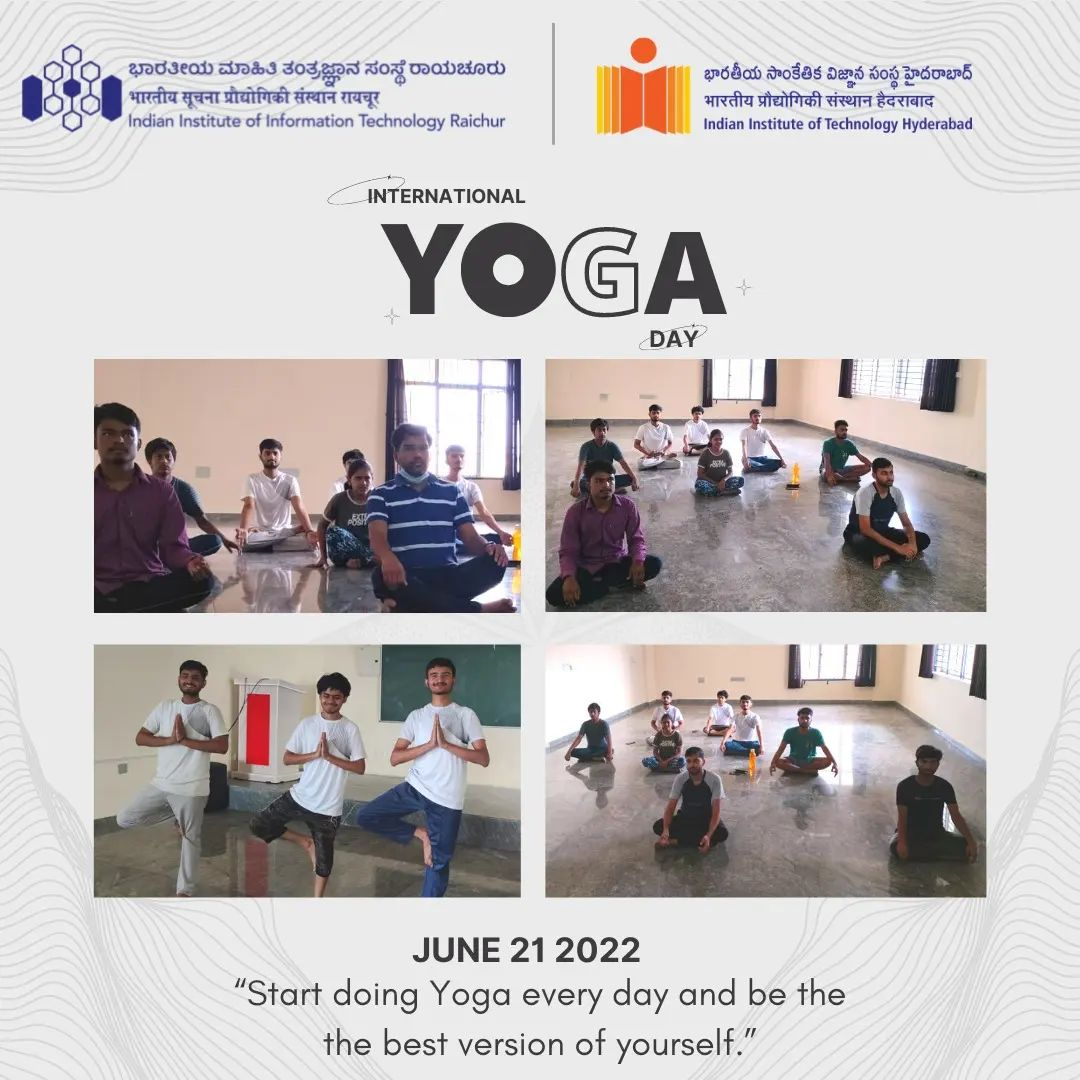 ಭಾರತೀಯ ಮಾಹಿತಿ ತಂತ್ರಜ್ಞಾನ ಸಂಸ್ಥೆ ರಾಯಚೂರು
भारतीय सूचना प्रौद्योगिकी संस्थान रायचूर
Indian Institute of Information Technology Raichur
భారతీయ సాంకేతిక విజ్ఞాన సంస్థ హైదరాబాద్
भारतीय प्रौद्योगिकी संस्थान हैदराबाद
Indian Institute of Technology Hyderabad
INTERNATIONAL
YOGA
DAY
JUNE 21 2022
“Start doing Yoga every day and be the
the best version of yourself.”